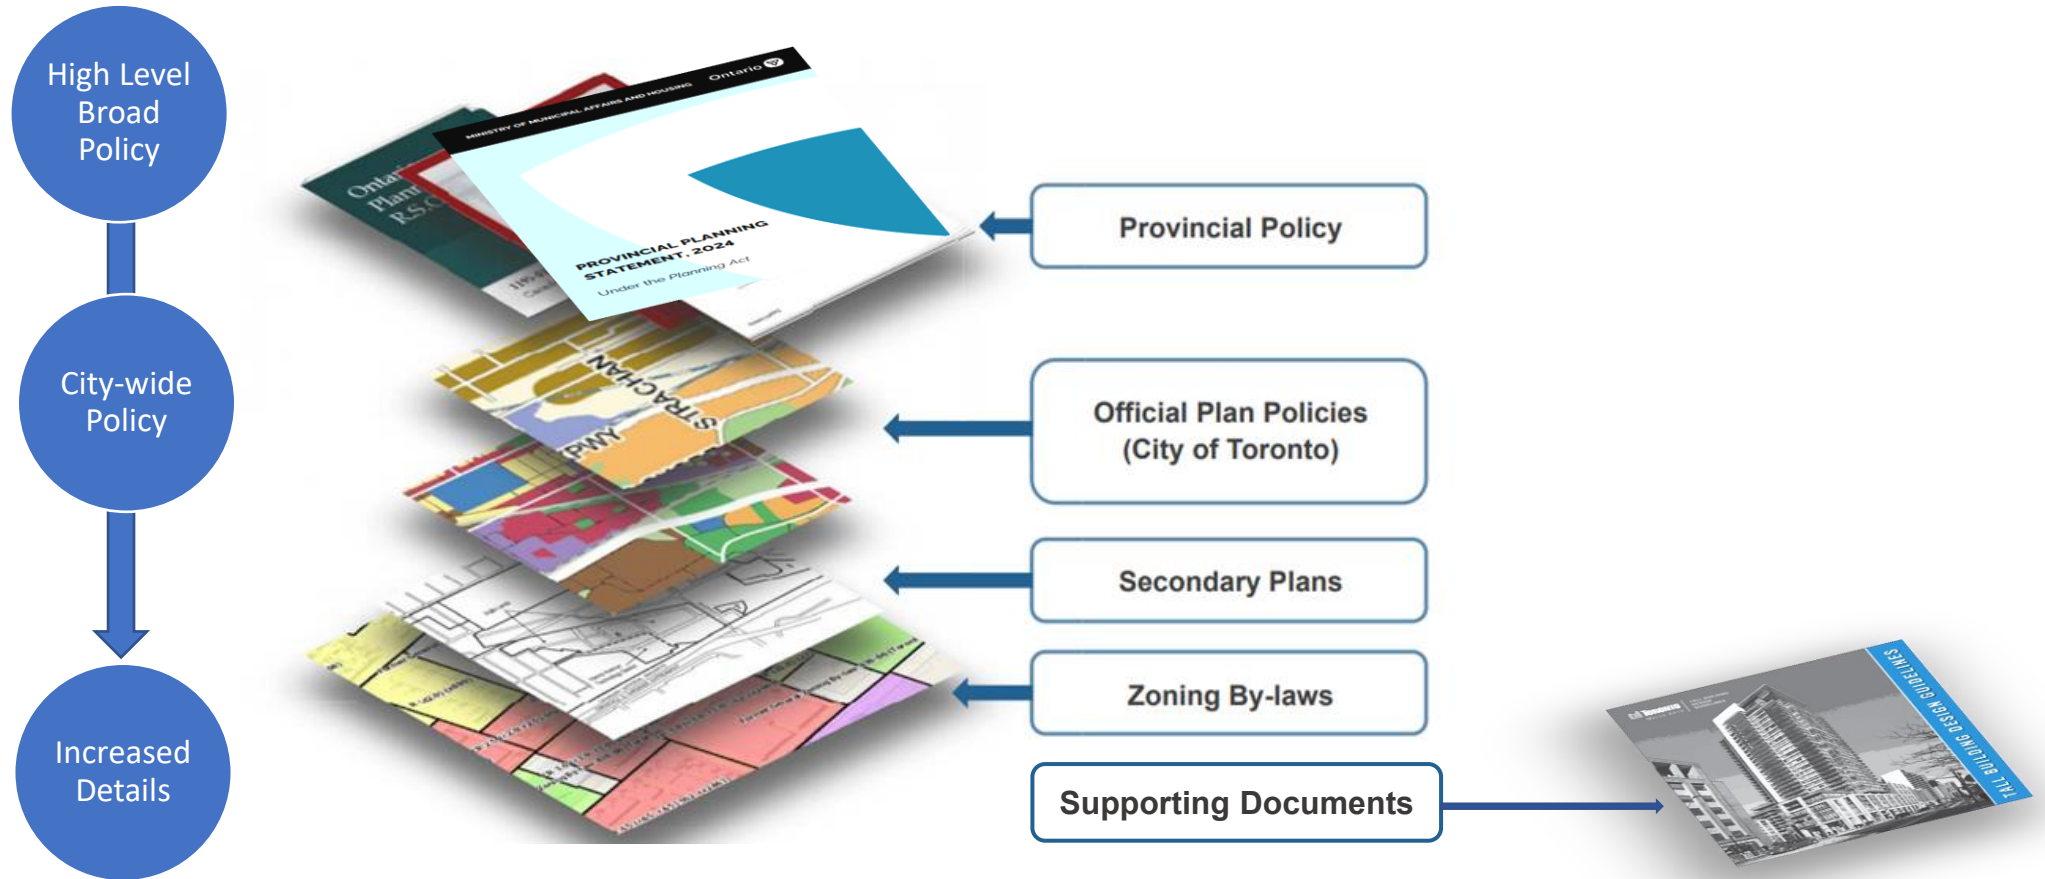 High Level
Broad
Policy
City-wide
Policy
Increased
Details
Ontario
MINISTRY OF MUNICIPAL AFFAIRS AND HOUSING
PROVINCIAL PLANNING
STATEMENT, 2024
Under the Planning Act
R.S.
STRACHAN
PWY
Provincial Policy
Official Plan Policies
(City of Toronto)
Secondary Plans
Zoning By-laws
Supporting Documents
TORONTO
TALL BUILDING DESIGN GUIDELINES